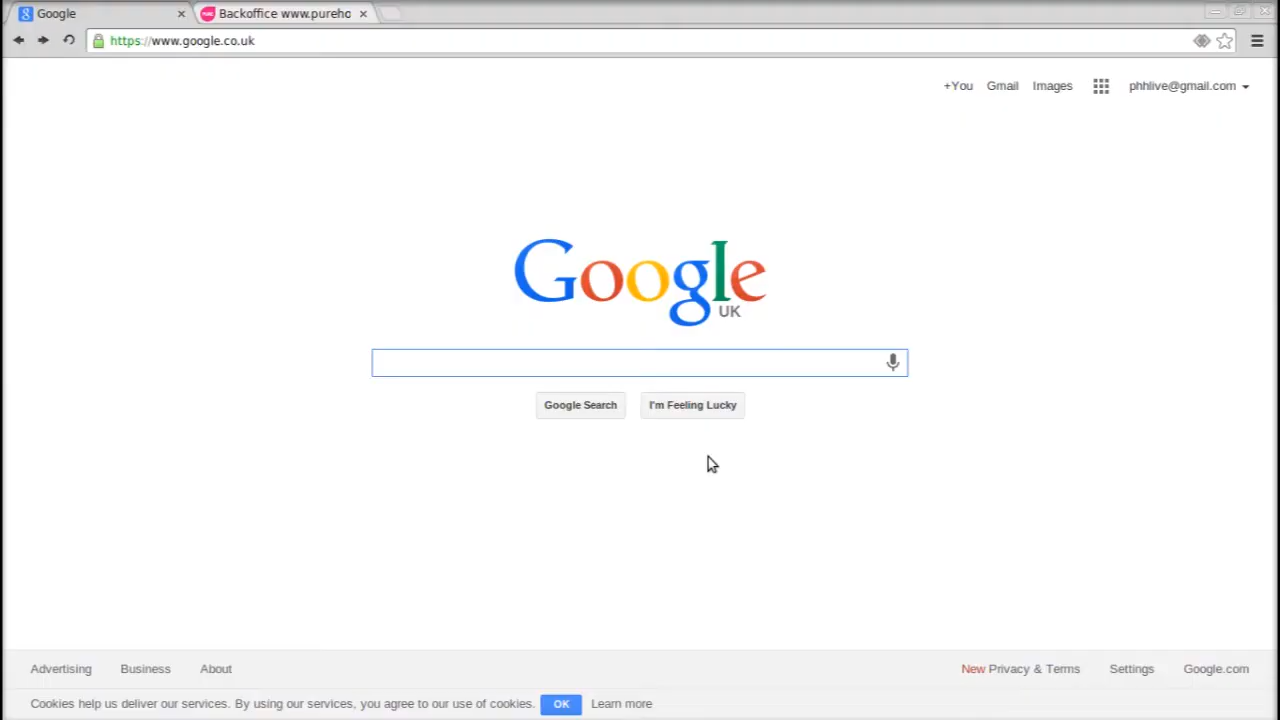 Google
Backoffice www.pureho
https://www.google.co.uk
+You Gmail Images phhlive@gmail.com
Google
UK
Google Search I'm Feeling Lucky
Advertising Business About New Privacy & Terms Settings Google.com
Cookies help us deliver our services. By using our services, you agree to our use of cookies. OK Learn more